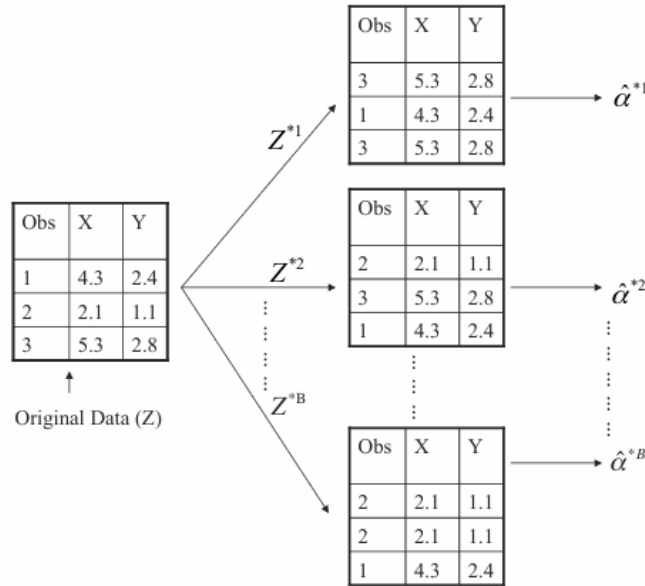 Obs X Y
3 5.3 2.8
1 4.3 2.4
3 5.3 2.8
α̂*1
Z*1
Obs X Y
1 4.3 2.4
2 2.1 1.1
3 5.3 2.8
Original Data (Z)
Z*2
Obs X Y
2 2.1 1.1
3 5.3 2.8
1 4.3 2.4
α̂*2
Z*B
Obs X Y
2 2.1 1.1
2 2.1 1.1
1 4.3 2.4
α̂*B